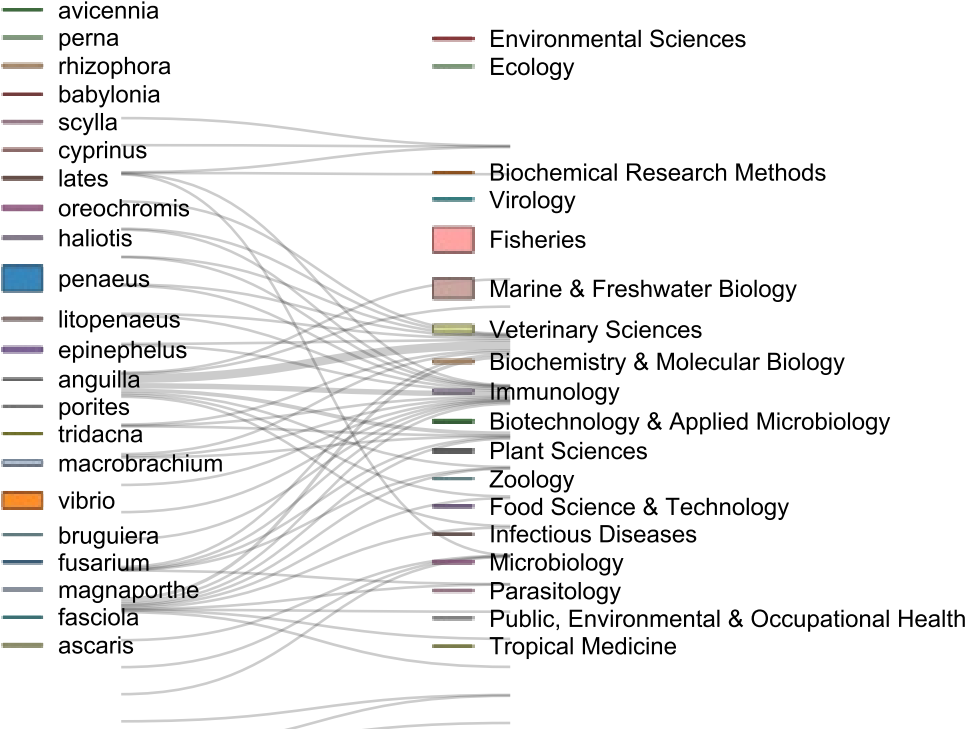 avicennia
perna
rhizophora
babylonia
scylla
cyprinus
lates
oreochromis
haliotis
penaeus
litopenaeus
epinephelus
anguilla
porites
tridacna
macrobrachium
vibrio
bruguiera
fusarium
magnaporthe
fasciola
ascaris
Environmental Sciences
Ecology
Biochemical Research Methods
Virology
Fisheries
Marine & Freshwater Biology
Veterinary Sciences
Biochemistry & Molecular Biology
Immunology
Biotechnology & Applied Microbiology
Plant Sciences
Zoology
Food Science & Technology
Infectious Diseases
Microbiology
Parasitology
Public, Environmental & Occupational Health
Tropical Medicine